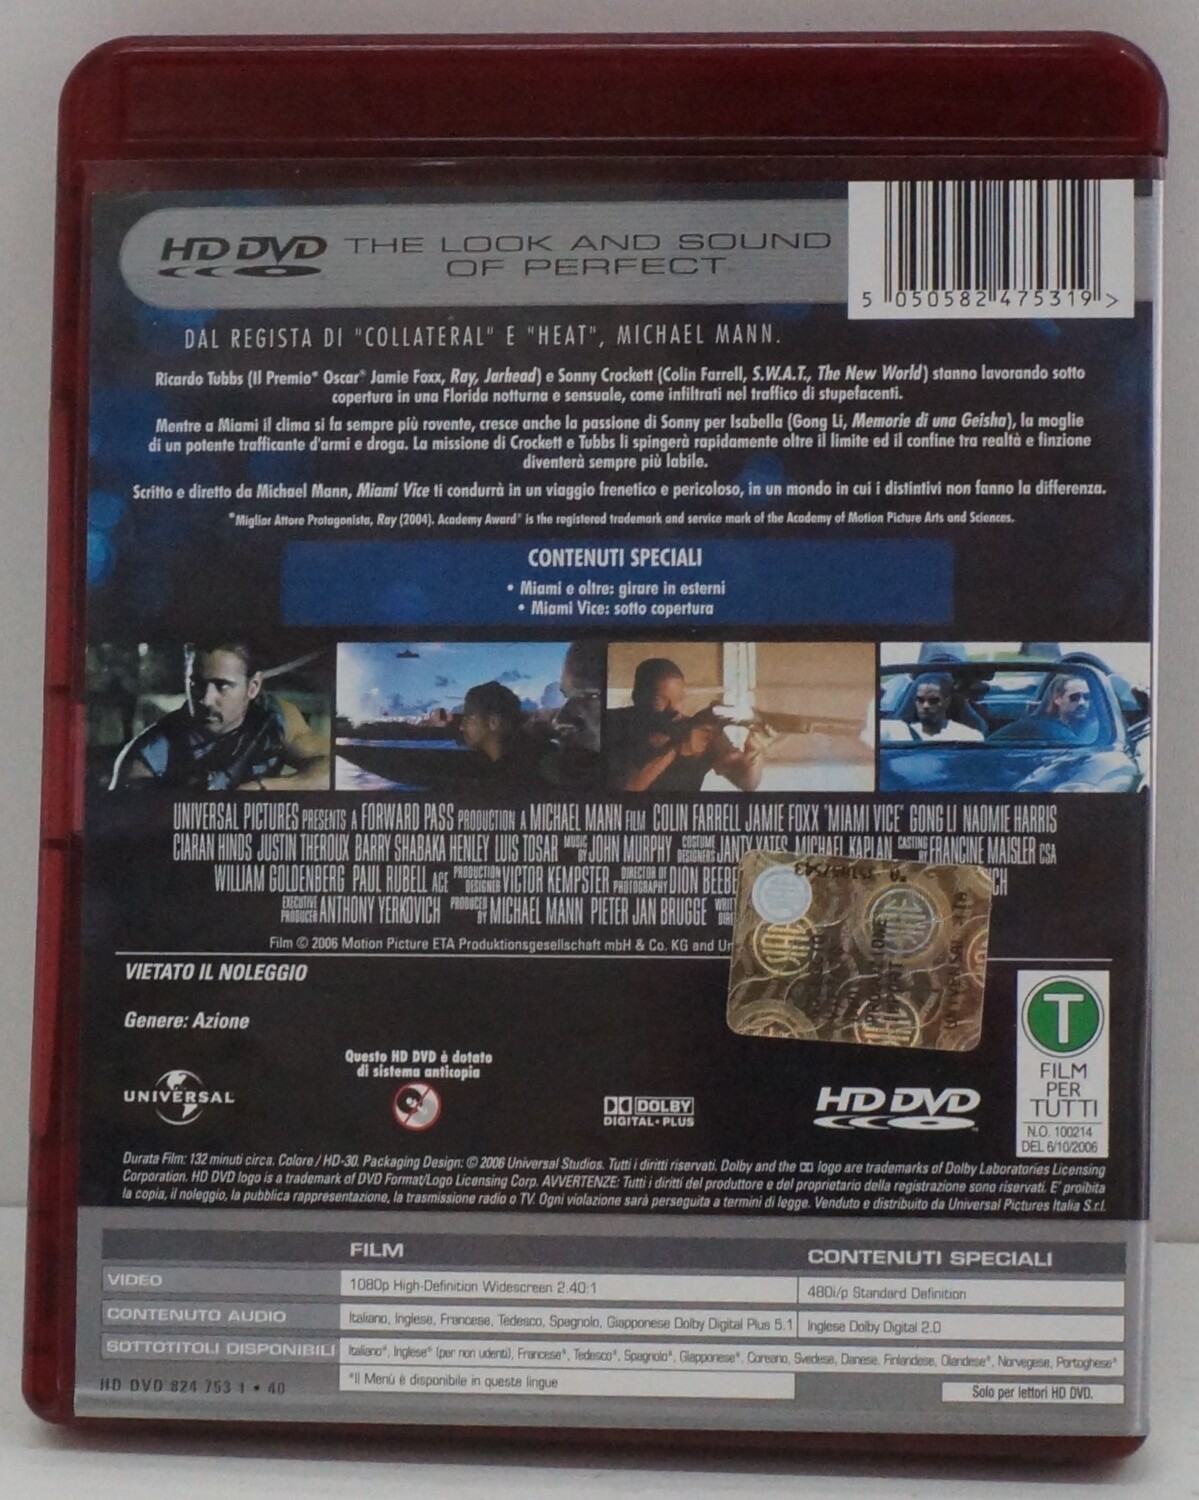 HD DVD THE LOOK AND SOUND
OF PERFECT
5 050582 475319 >
DAL REGISTA DI "COLLATERAL" E "HEAT", MICHAEL MANN.
Ricardo Tubbs (Il Premio* Oscar® Jamie Foxx, Ray, Jarhead) e Sonny Crockett (Colin Farrell, S.W.A.T., The New World) stanno lavorando sotto
copertura in una Florida notturna e sensuale, come infiltrati nel traffico di stupefacenti.
Mentre a Miami il clima si fa sempre più rovente, cresce anche la passione di Sonny per Isabella (Gong Li, Memorie di una Geisha), la moglie
di un potente trafficante d'armi e droga. La missione di Crockett e Tubbs li spingerà rapidamente oltre il limite ed il confine tra realtà e finzione
diventerà sempre più labile.
Scritto e diretto da Michael Mann, Miami Vice ti condurrà in un viaggio frenetico e pericoloso, in un mondo in cui i distintivi non fanno la differenza.
*Miglior Attore Protagonista, Ray (2004). Academy Award® is the registered trademark and service mark of the Academy of Motion Picture Arts and Sciences.
CONTENUTI SPECIALI
• Miami e oltre: girare in esterni
• Miami Vice: sotto copertura
UNIVERSAL PICTURES PRESENTS A FORWARD PASS PRODUCTION A MICHAEL MANN FILM COLIN FARRELL JAMIE FOXX "MIAMI VICE" GONG LI NAOMIE HARRIS
CIARAN HINDS JUSTIN THEROUX BARRY SHABAKA HENLEY LUIS TOSAR MUSIC BY JOHN MURPHY COSTUME DESIGNERS JANTY YATES MICHAEL KAPLAN CASTING BY FRANCINE MAISLER CSA
WILLIAM GOLDENBERG PAUL RUBELL ACE PRODUCTION DESIGNER VICTOR KEMPSTER DIRECTOR OF PHOTOGRAPHY DION BEEBE
EXECUTIVE PRODUCER ANTHONY YERKOVICH PRODUCED BY MICHAEL MANN PIETER JAN BRUGGE
Film © 2006 Motion Picture ETA Produktionsgesellschaft mbH & Co. KG and
VIETATO IL NOLEGGIO
Genere: Azione
Questo HD DVD è dotato
di sistema anticopia
UNIVERSAL
DOLBY
DIGITAL PLUS
HD DVD
T
FILM
PER
TUTTI
N.O. 100214
DEL 6/10/2006
Durata Film: 132 minuti circa. Colore / HD-30. Packaging Design: © 2006 Universal Studios. Tutti i diritti riservati. Dolby and the logo are trademarks of Dolby Laboratories Licensing
Corporation. HD DVD logo is a trademark of DVD Format/Logo Licensing Corp. AVVERTENZE: Tutti i diritti del produttore e del proprietario della registrazione sono riservati. E' proibita
la copia, il noleggio, la pubblica rappresentazione, la trasmissione radio o TV. Ogni violazione sarà perseguita a termini di legge. Venduto e distribuito da Universal Pictures Italia S.r.l.
FILM CONTENUTI SPECIALI
VIDEO 1080p High-Definition Widescreen 2.40:1 480i/p Standard Definition
CONTENUTO AUDIO Italiano, Inglese, Francese, Tedesco, Spagnolo, Giapponese Dolby Digital Plus 5.1 Inglese Dolby Digital 2.0
SOTTOTITOLI DISPONIBILI Italiano*, Inglese* (per non udenti), Francese*, Tedesco*, Spagnolo*, Giapponese*, Coreano, Svedese, Danese, Finlandese, Olandese*, Norvegese, Portoghese*
*Il Menù è disponibile in queste lingue
HD DVD 824 753 1 • 40
Solo per lettori HD DVD.